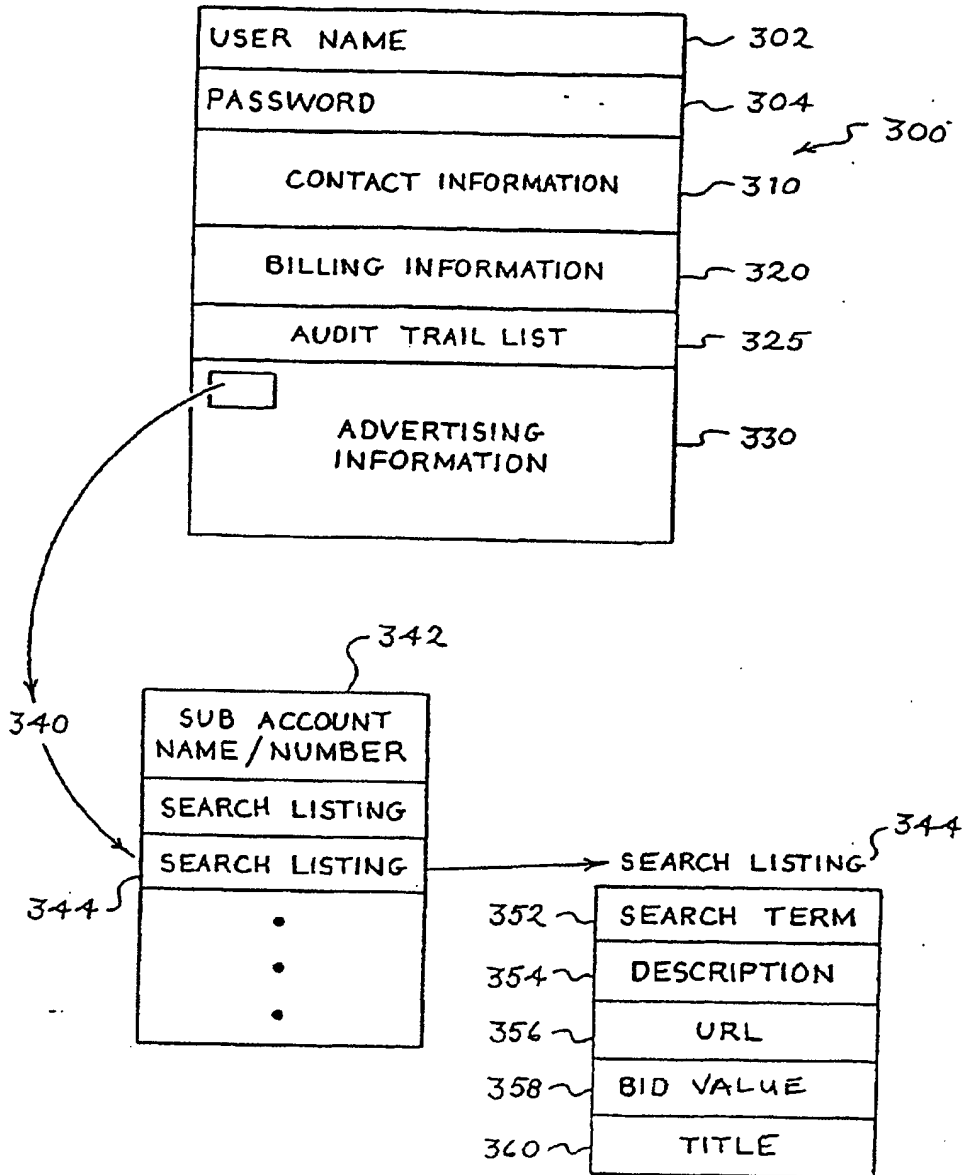 USER NAME 302
PASSWORD 304
300
CONTACT INFORMATION 310
BILLING INFORMATION 320
AUDIT TRAIL LIST 325
ADVERTISING
INFORMATION
330
342
340
SUB ACCOUNT
NAME/NUMBER
SEARCH LISTING
SEARCH LISTING
344
SEARCH LISTING 344
352 SEARCH TERM
354 DESCRIPTION
356 URL
358 BID VALUE
360 TITLE